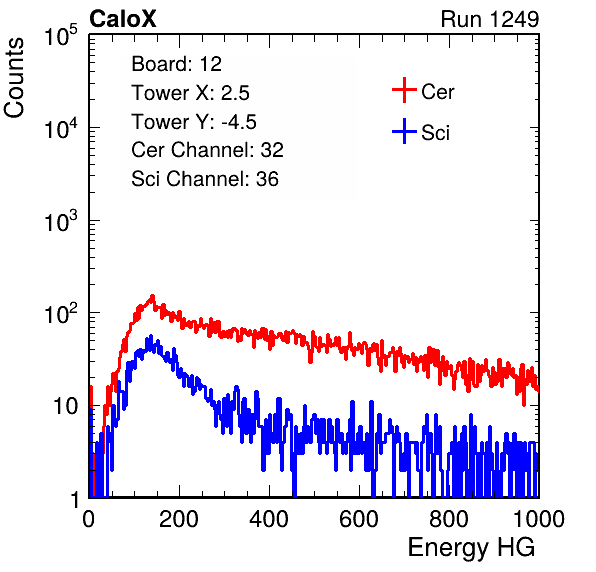 CaloX Run 1249
Counts
10^5
10^4
10^3
10^2
10
1
Board: 12
Tower X: 2.5
Tower Y: -4.5
Cer Channel: 32
Sci Channel: 36
Cer
Sci
0 200 400 600 800 1000
Energy HG